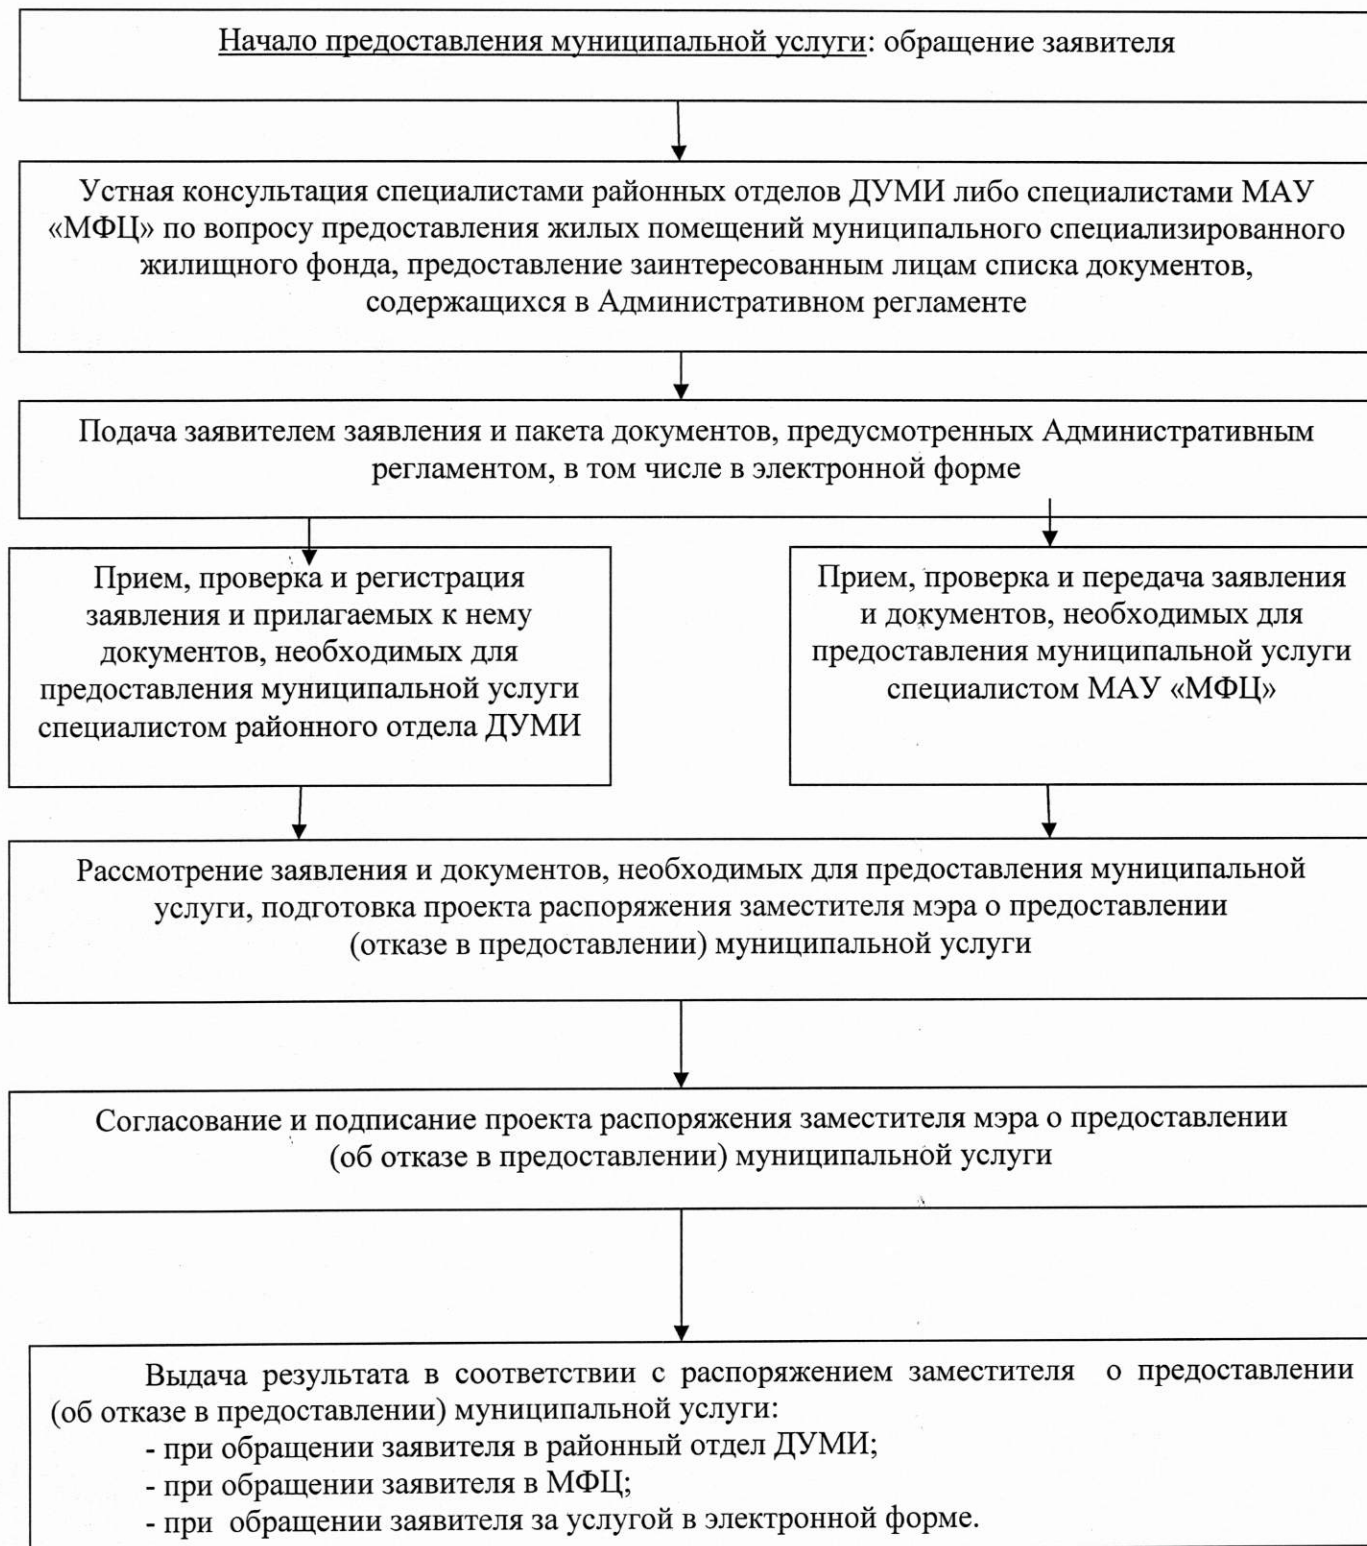 Начало предоставления муниципальной услуги: обращение заявителя
Устная консультация специалистами районных отделов ДУМИ либо специалистами МАУ
«МФЦ» по вопросу предоставления жилых помещений муниципального специализированного
жилищного фонда, предоставление заинтересованным лицам списка документов,
содержащихся в Административном регламенте
Подача заявителем заявления и пакета документов, предусмотренных Административным
регламентом, в том числе в электронной форме
Прием, проверка и регистрация
заявления и прилагаемых к нему
документов, необходимых для
предоставления муниципальной услуги
специалистом районного отдела ДУМИ
Прием, проверка и передача заявления
и документов, необходимых для
предоставления муниципальной услуги
специалистом МАУ «МФЦ»
Рассмотрение заявления и документов, необходимых для предоставления муниципальной
услуги, подготовка проекта распоряжения заместителя мэра о предоставлении
(отказе в предоставлении) муниципальной услуги
Согласование и подписание проекта распоряжения заместителя мэра о предоставлении
(об отказе в предоставлении) муниципальной услуги
Выдача результата в соответствии с распоряжением заместителя о предоставлении
(об отказе в предоставлении) муниципальной услуги:
- при обращении заявителя в районный отдел ДУМИ;
- при обращении заявителя в МФЦ;
- при обращении заявителя за услугой в электронной форме.